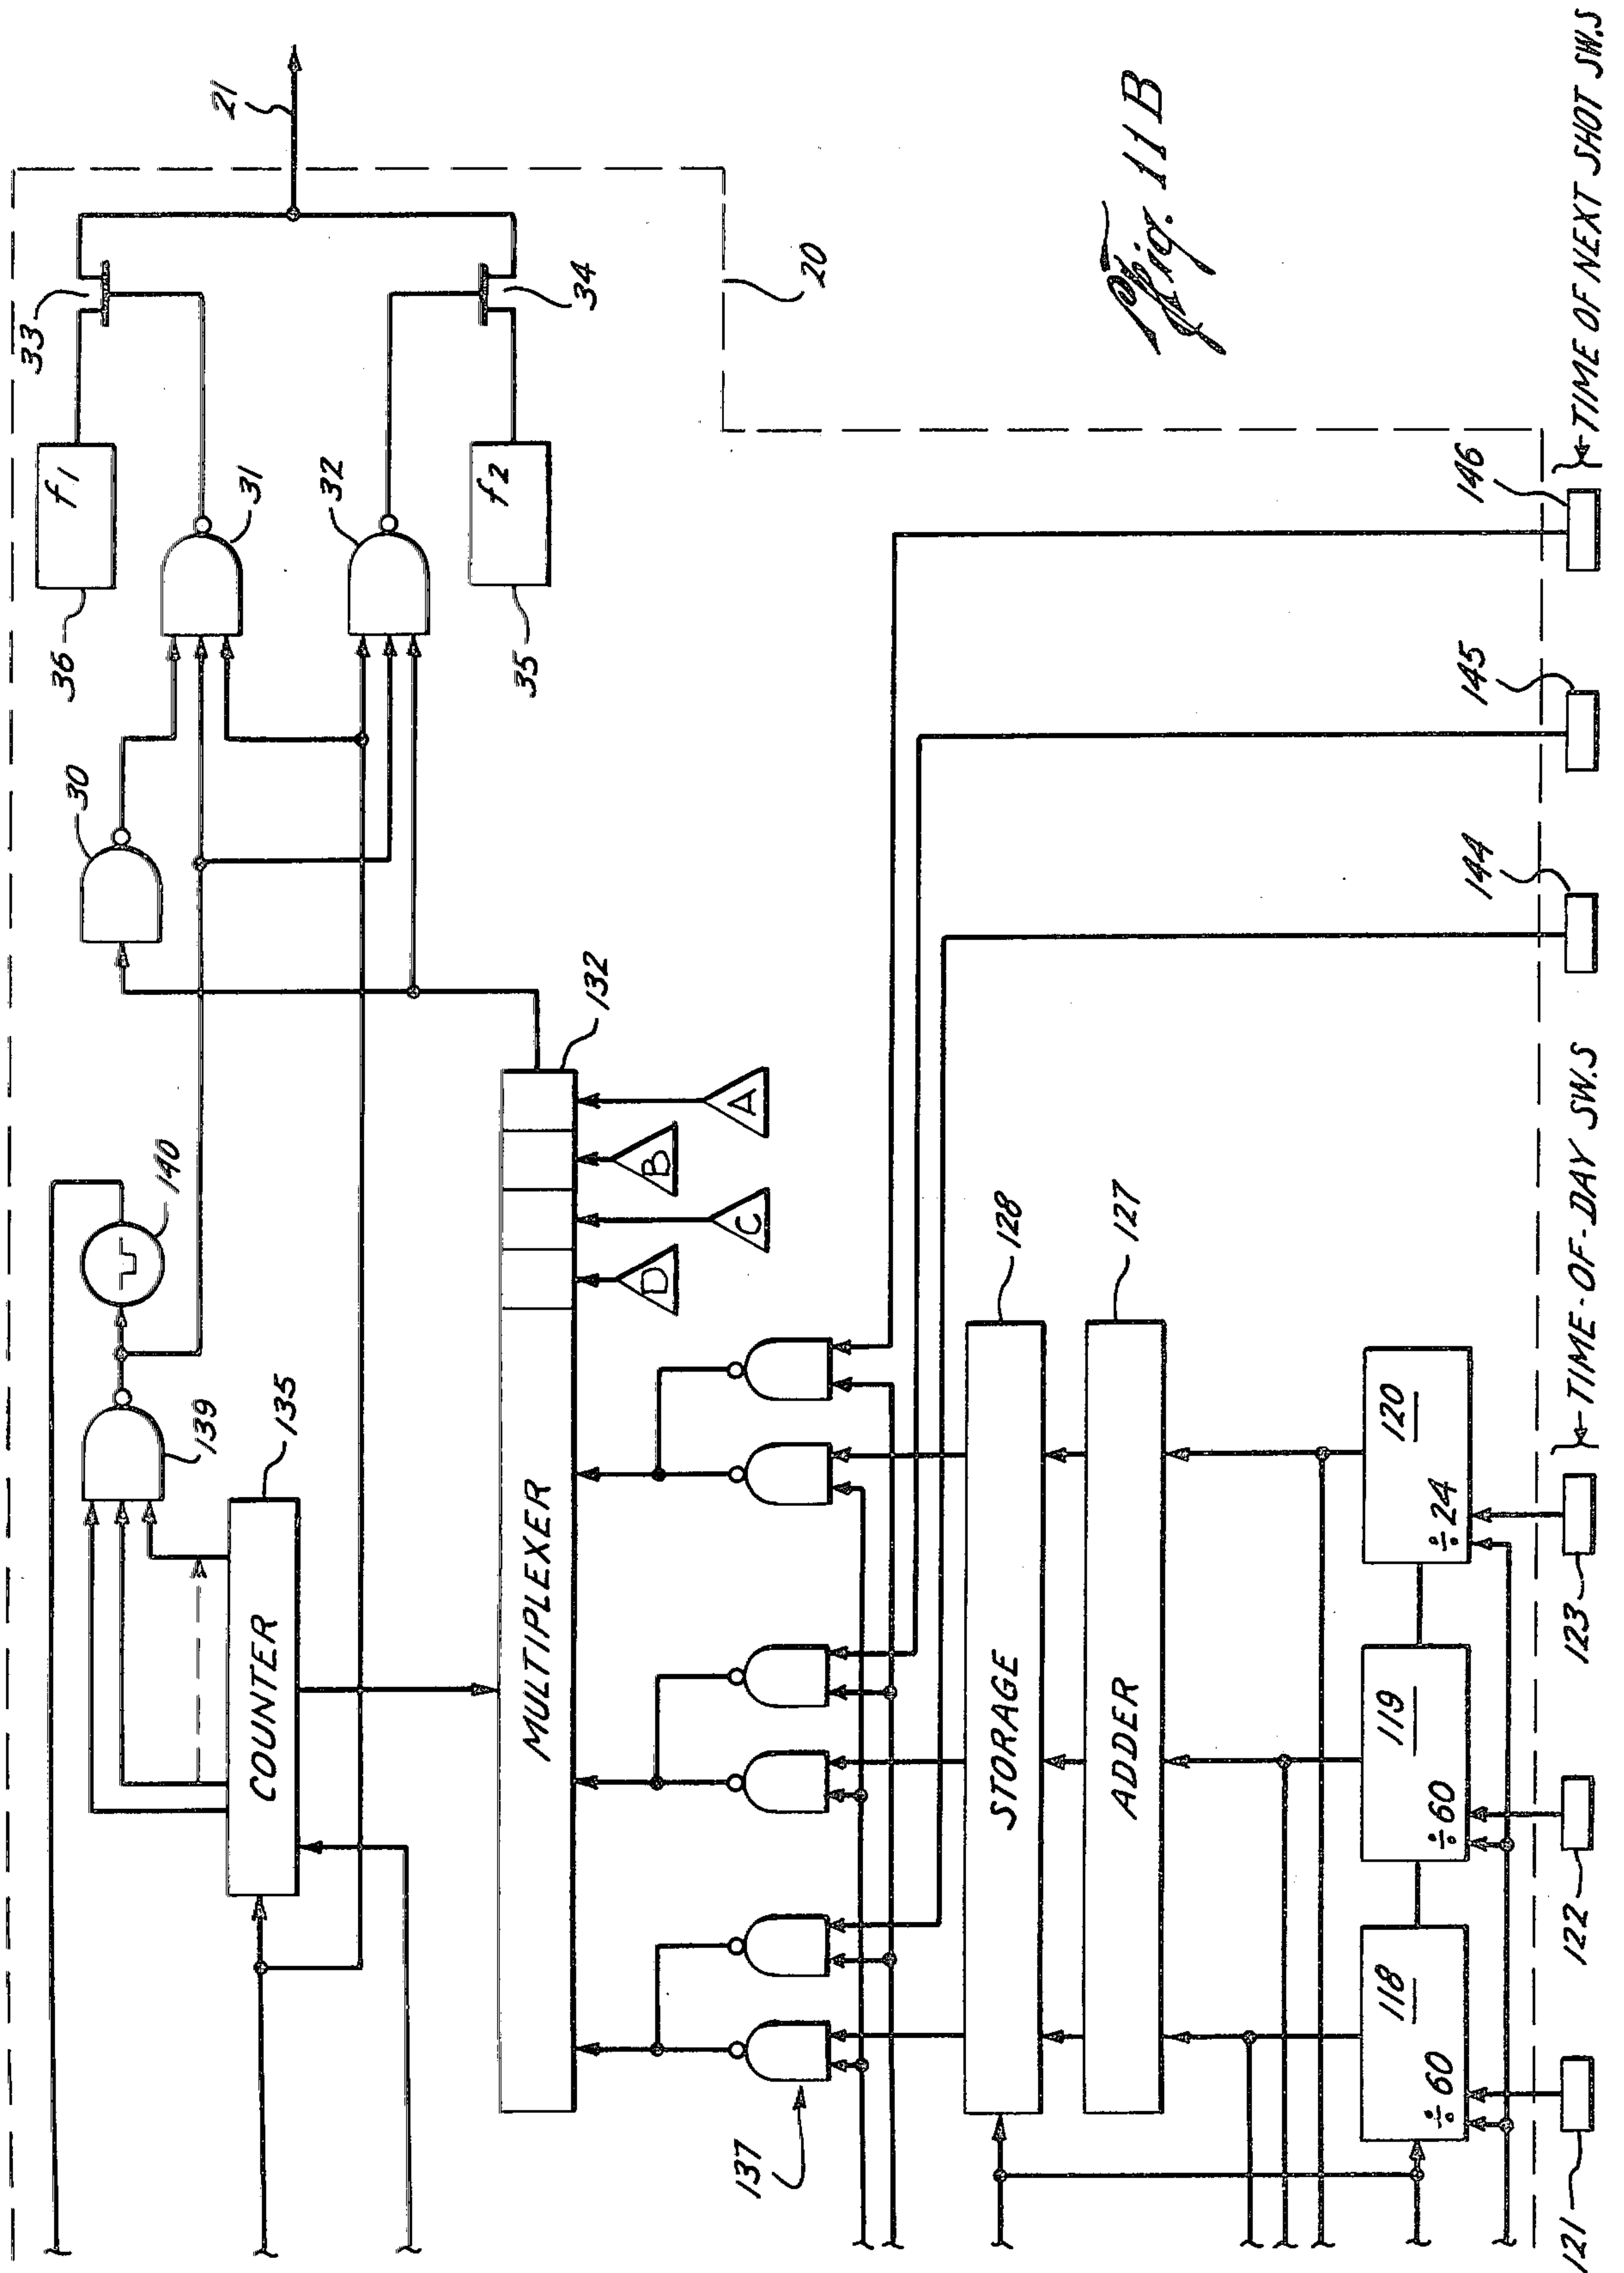 21
33
f1
36
31
32
34
f2
35
20
30
140
139
135
COUNTER
132
MULTIPLEXER
A
B
C
D
137
128
STORAGE
127
ADDER
118
÷60
119
÷60
120
÷24
121
122
123
TIME-OF-DAY SW.S
144
145
146
TIME OF NEXT SHOT SW.S
Fig. 11B